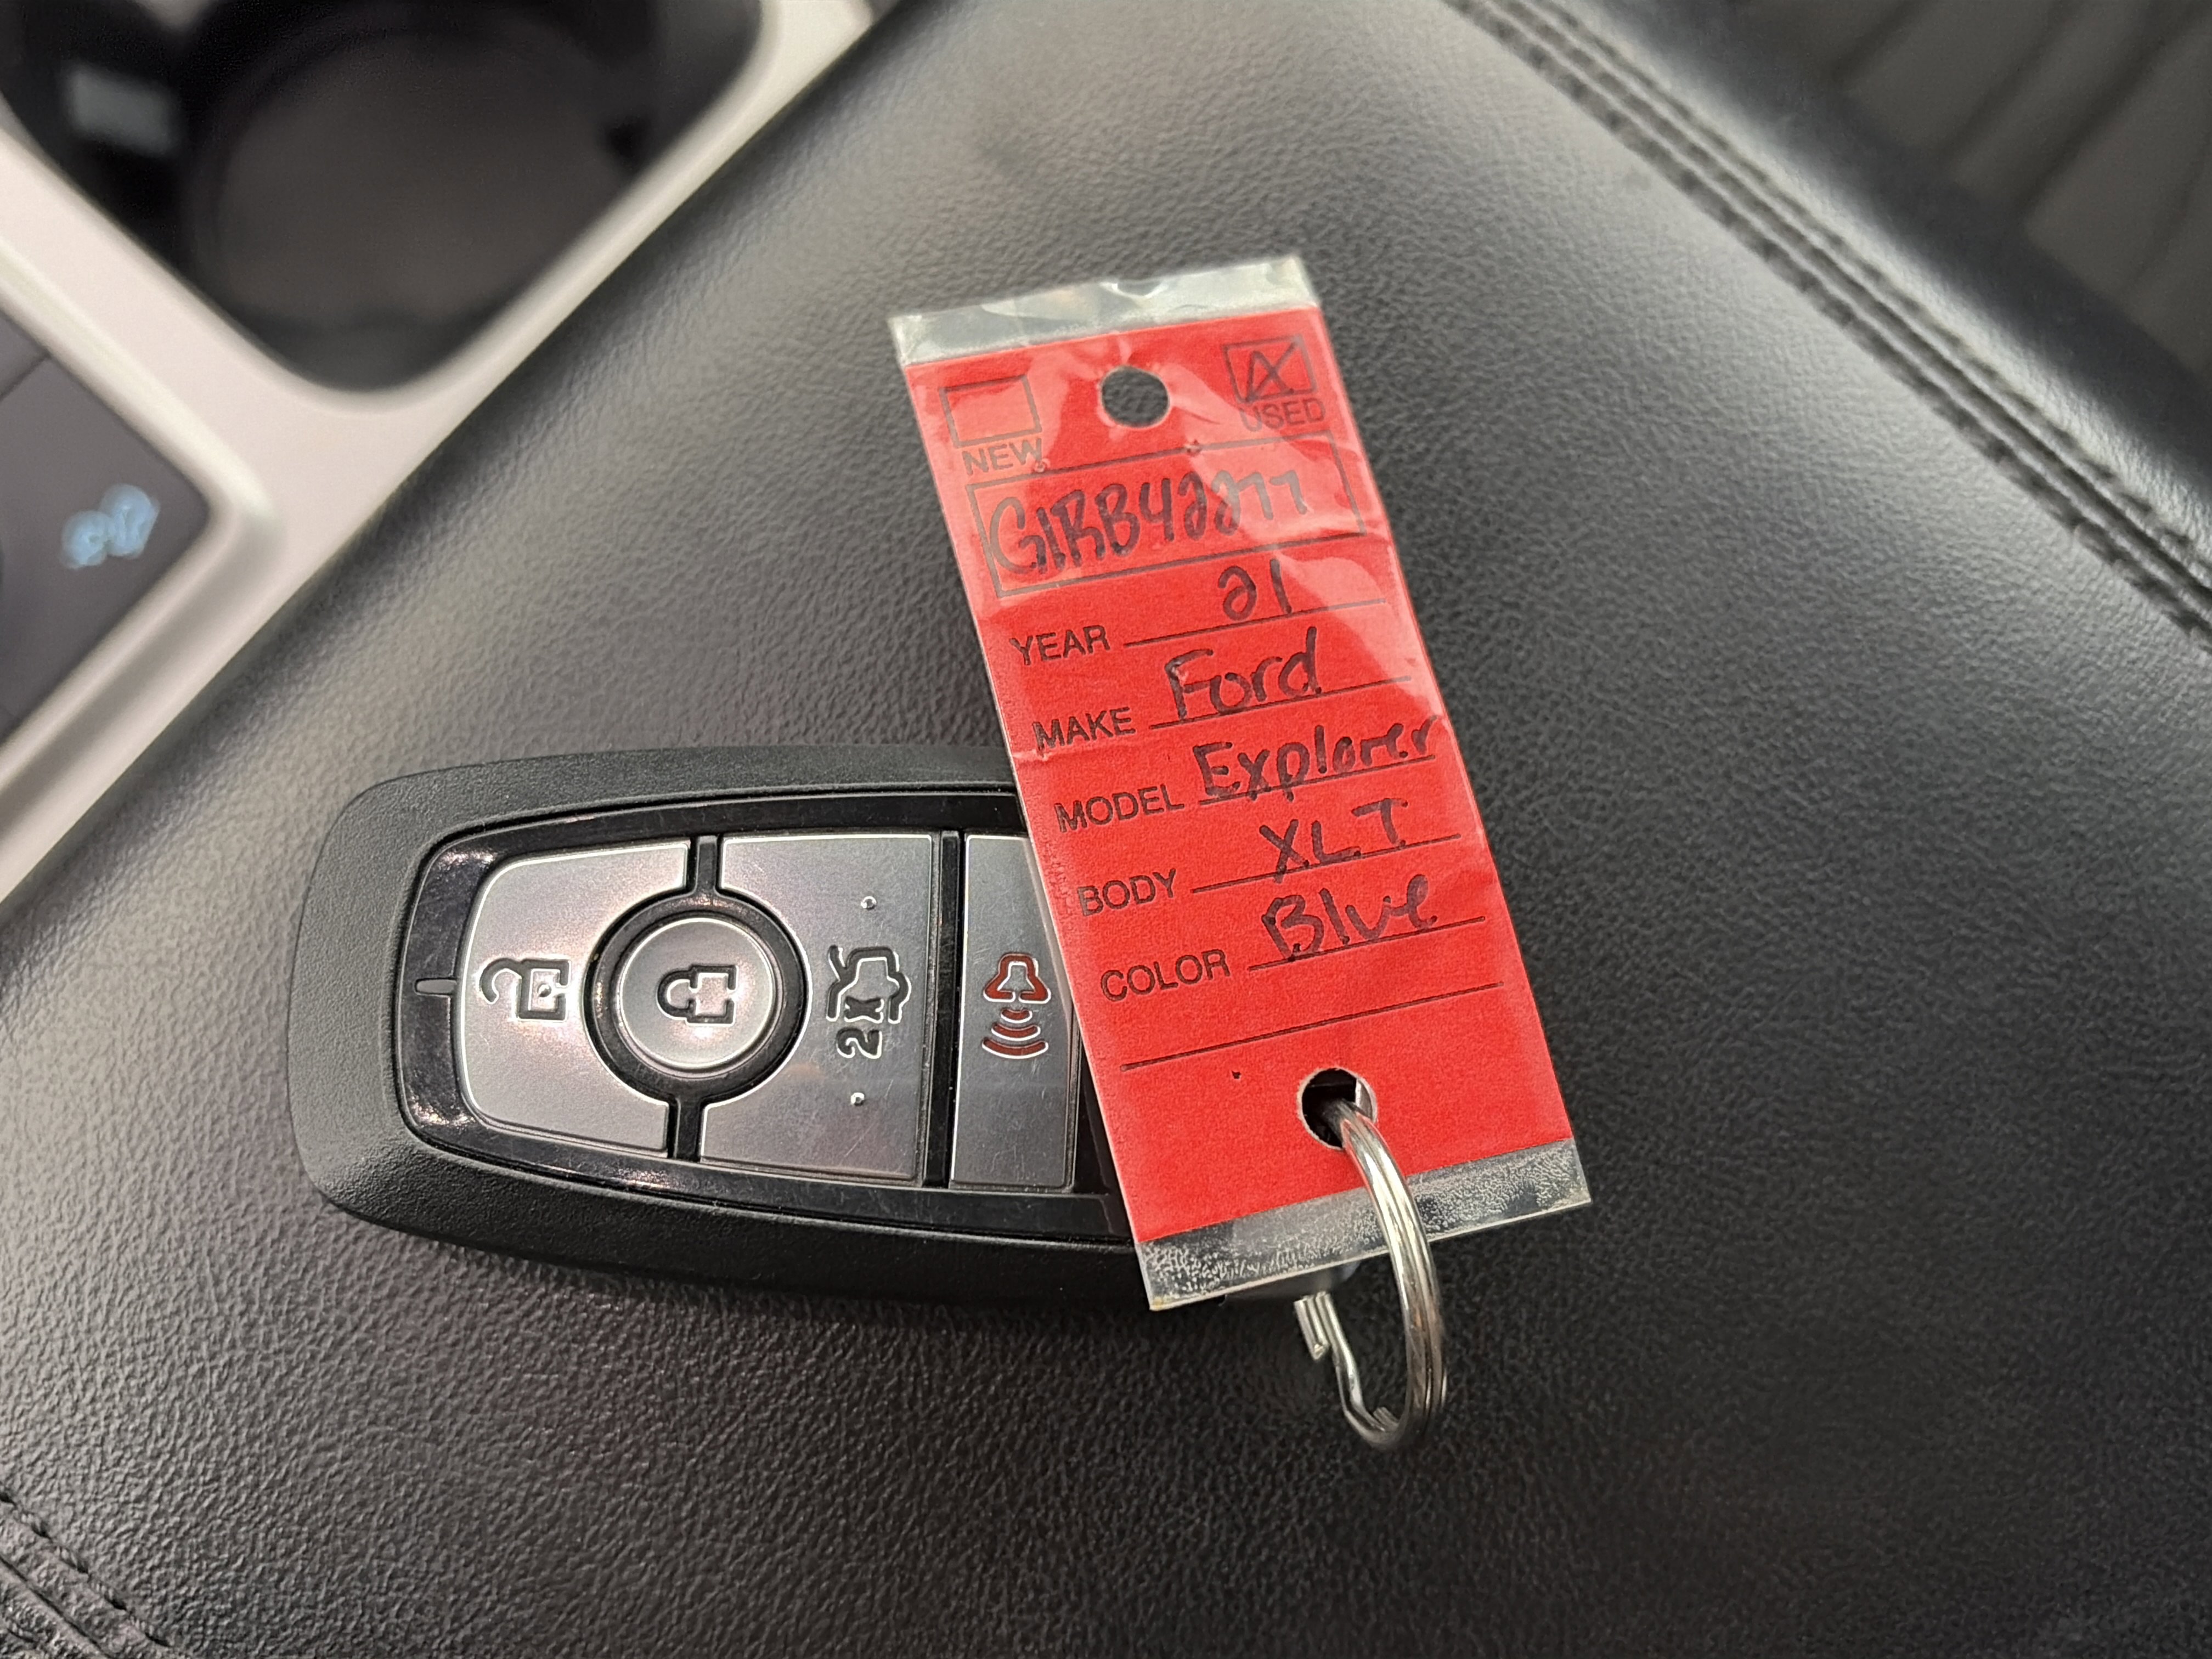 NEW USED
G1RB42277
YEAR 21
MAKE Ford
MODEL Explorer
BODY XLT
COLOR Blue
2x